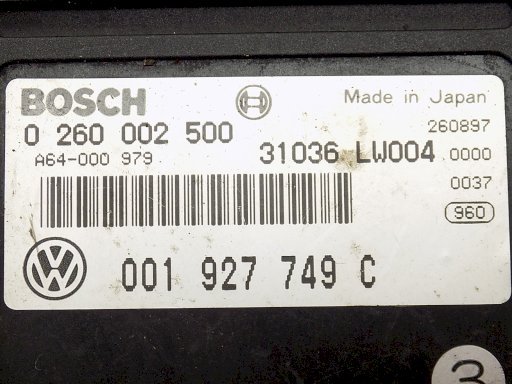 BOSCH
Made in Japan
0 260 002 500
260897
A64-000 979
31036 LW004
0000
0037
960
VW
001 927 749 C
3